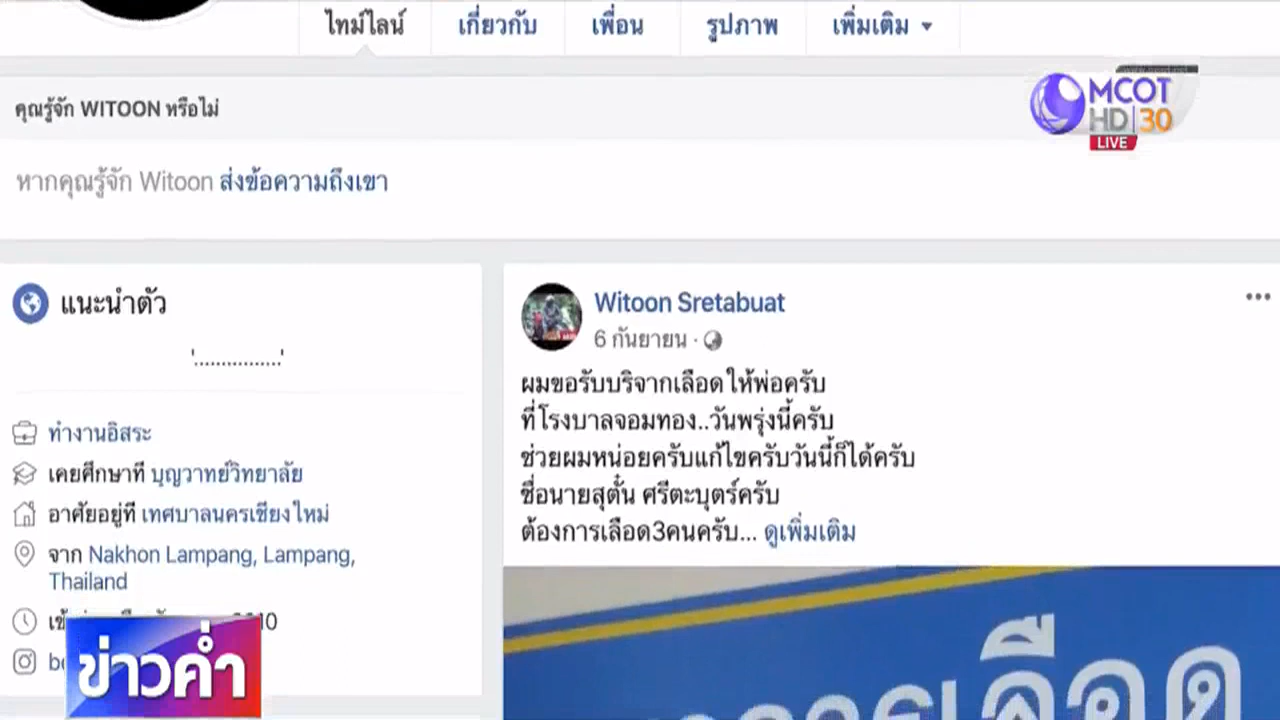 ไทม์ไลน์ เกี่ยวกับ เพื่อน รูปภาพ เพิ่มเติม
MCOT
HD 30
LIVE
คุณรู้จัก WITOON หรือไม่
หากคุณรู้จัก Witoon ส่งข้อความถึงเขา
แนะนำตัว
'................'
ทำงานอิสระ
เคยศึกษาที่ บุญวาทย์วิทยาลัย
อาศัยอยู่ที่ เทศบาลนครเชียงใหม่
จาก Nakhon Lampang, Lampang,
Thailand
Witoon Sretabuat
6 กันยายน ·
ผมขอรับบริจากเลือดให้พ่อครับ
ที่โรงบาลจอมทอง..วันพรุ่งนี้ครับ
ช่วยผมหน่อยครับแก้ไขครับวันนี้ก็ได้ครับ
ชื่อนายสุตั๋น ศรีตะบุตร์ครับ
ต้องการเลือด3คนครับ... ดูเพิ่มเติม
เลือด
ข่าวค่ำ